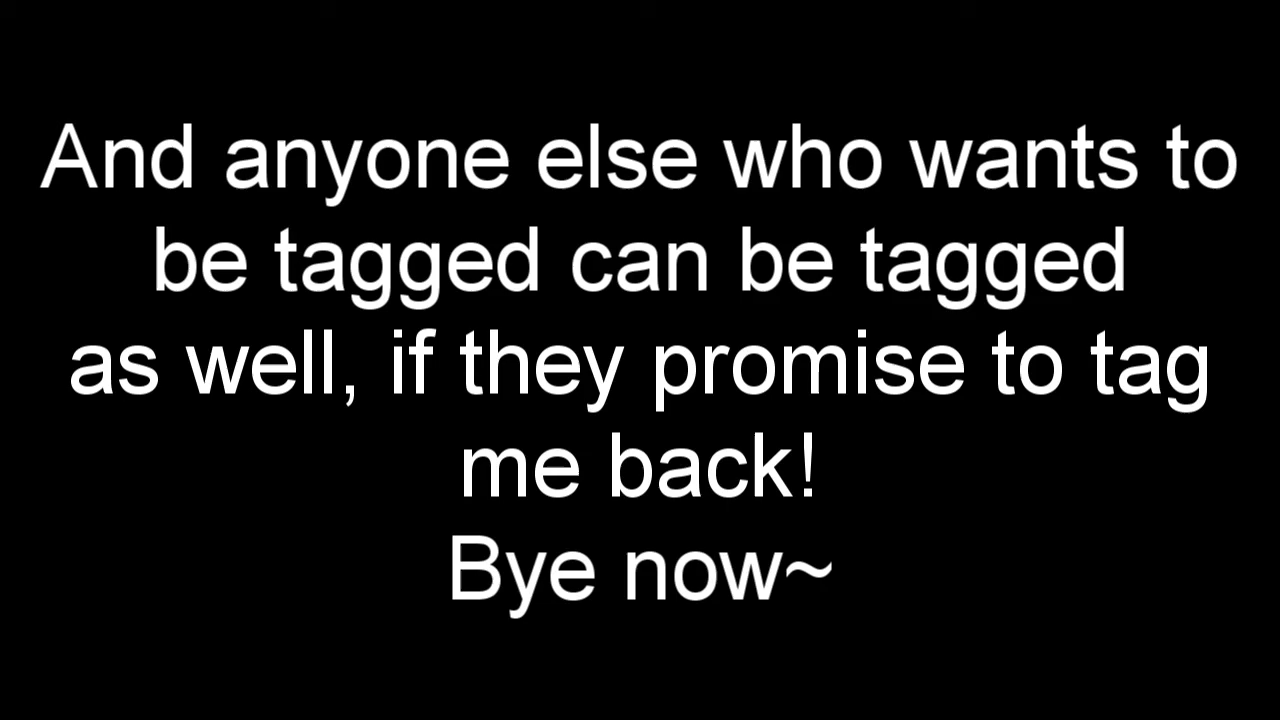 And anyone else who wants to
be tagged can be tagged
as well, if they promise to tag
me back!
Bye now~